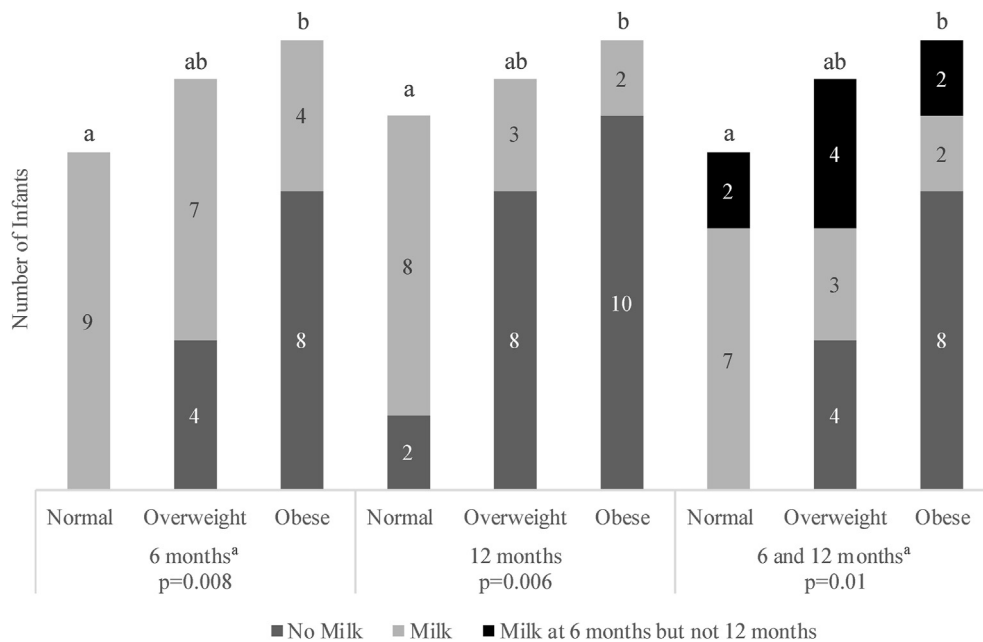 b
b
b
ab
ab
ab
a
a
a
2
2
4
3
4
2
2
7
8
3
9
10
8
8
7
8
4
4
2
Number of Infants
Normal Overweight Obese Normal Overweight Obese Normal Overweight Obese
6 monthsᵃ 12 months 6 and 12 monthsᵃ
p=0.008 p=0.006 p=0.01
No Milk Milk Milk at 6 months but not 12 months